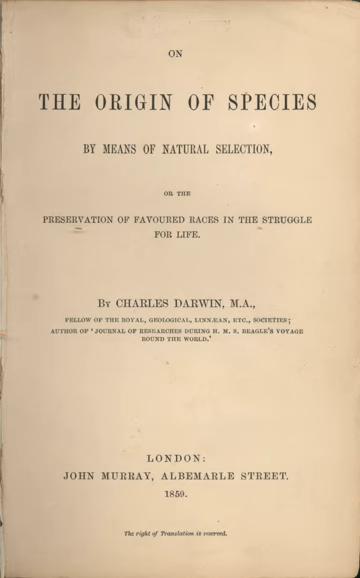 ON
THE ORIGIN OF SPECIES
BY MEANS OF NATURAL SELECTION,
OR THE
PRESERVATION OF FAVOURED RACES IN THE STRUGGLE
FOR LIFE.
By CHARLES DARWIN, M.A.,
FELLOW OF THE ROYAL, GEOLOGICAL, LINNÆAN, ETC., SOCIETIES;
AUTHOR OF 'JOURNAL OF RESEARCHES DURING H. M. S. BEAGLE'S VOYAGE
ROUND THE WORLD.'
LONDON:
JOHN MURRAY, ALBEMARLE STREET.
1859.
The right of Translation is reserved.